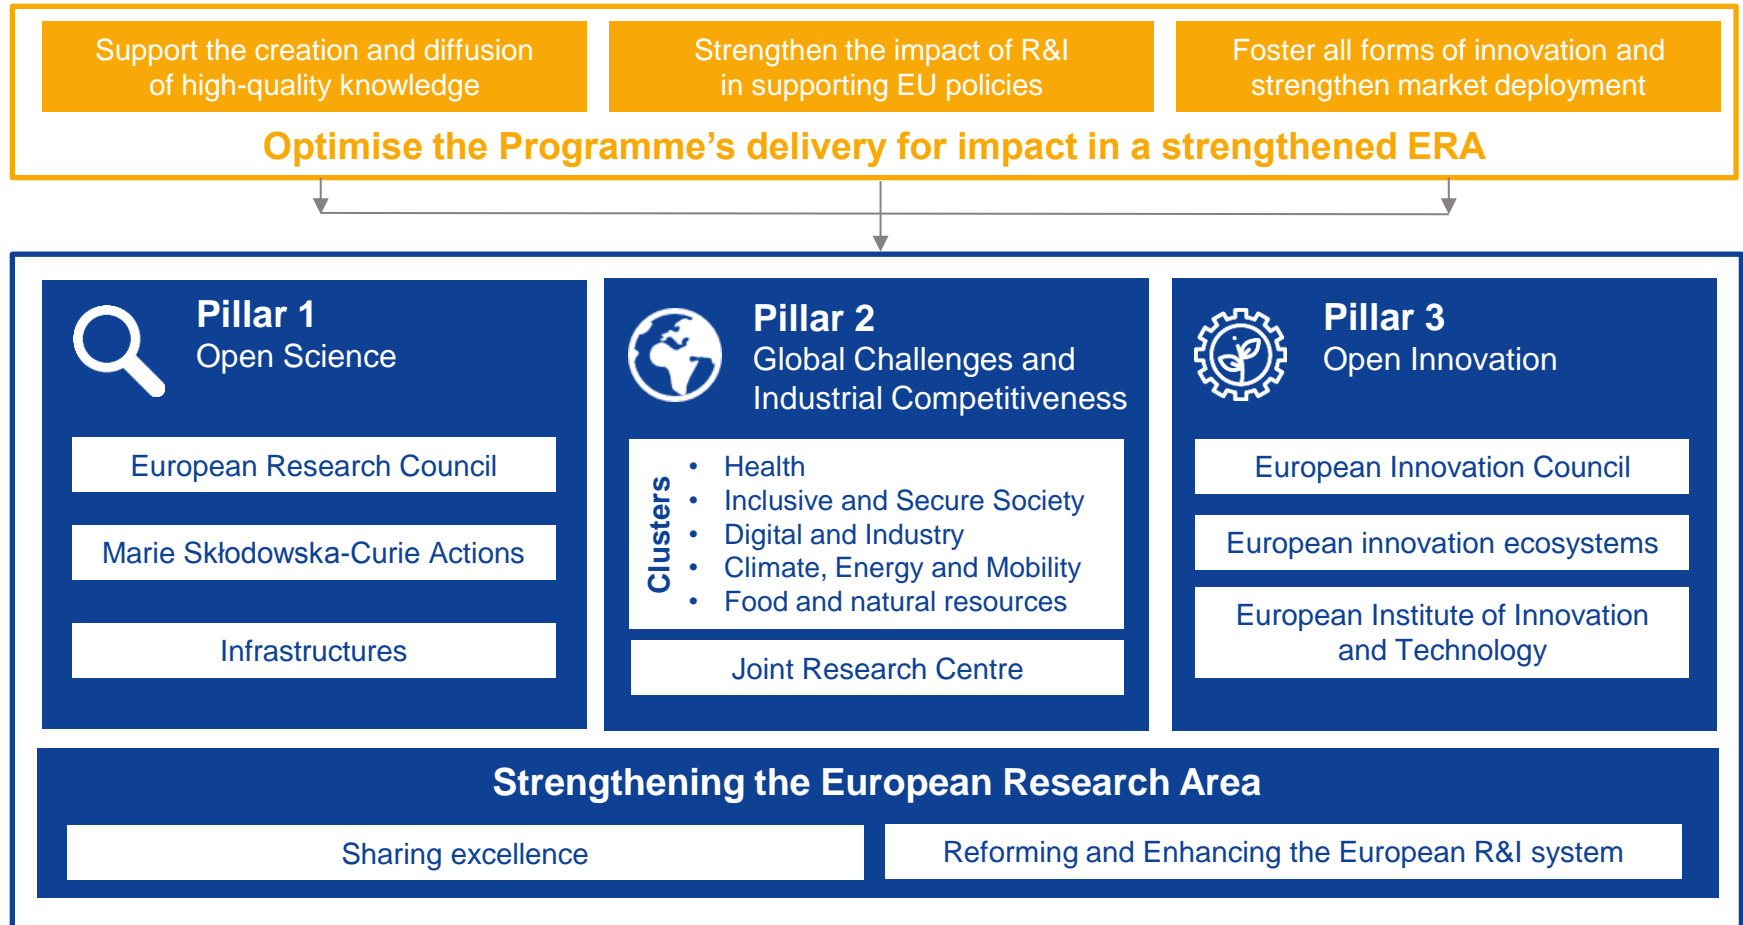 Support the creation and diffusion
of high-quality knowledge
Strengthen the impact of R&I
in supporting EU policies
Foster all forms of innovation and
strengthen market deployment
Optimise the Programme’s delivery for impact in a strengthened ERA
Pillar 1
Open Science
European Research Council
Marie Skłodowska-Curie Actions
Infrastructures
Pillar 2
Global Challenges and
Industrial Competitiveness
Clusters
• Health
• Inclusive and Secure Society
• Digital and Industry
• Climate, Energy and Mobility
• Food and natural resources
Joint Research Centre
Pillar 3
Open Innovation
European Innovation Council
European innovation ecosystems
European Institute of Innovation
and Technology
Strengthening the European Research Area
Sharing excellence
Reforming and Enhancing the European R&I system